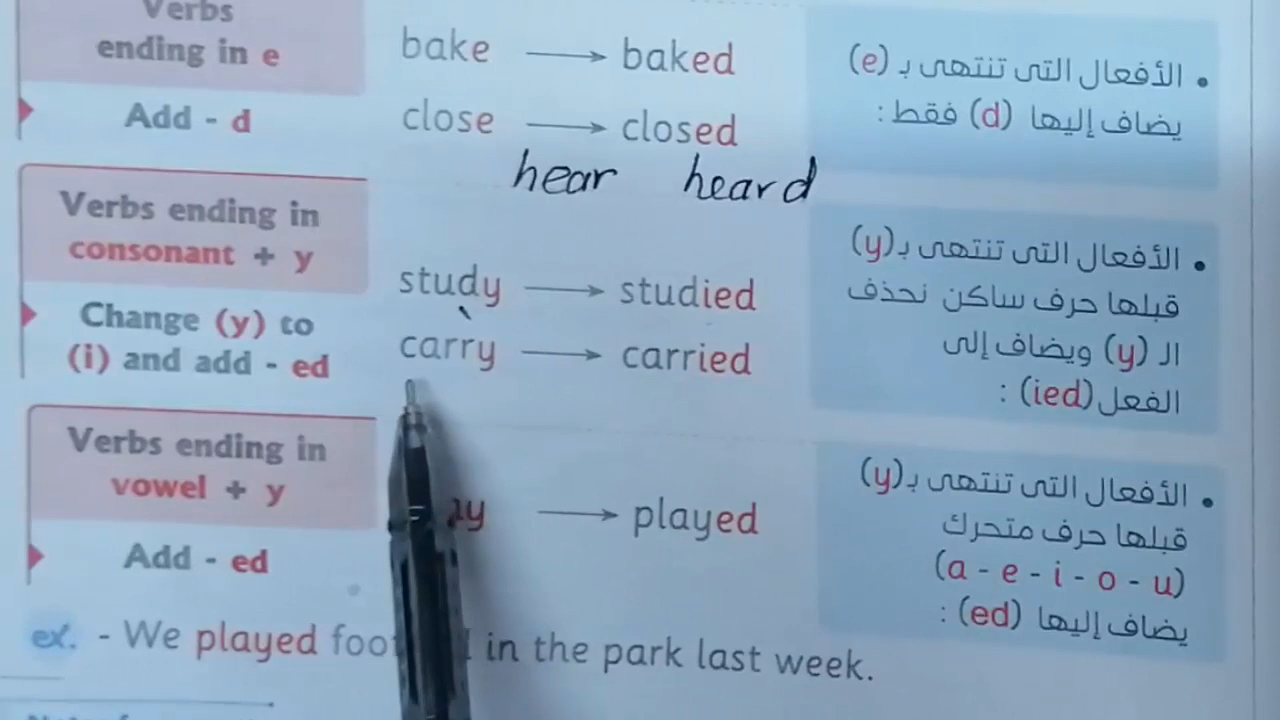 Verbs
ending in e
Add - d
bake → baked
close → closed
• الأفعال التى تنتهى بـ (e)
يضاف إليها (d) فقط :
hear heard
Verbs ending in
consonant + y
Change (y) to
(i) and add - ed
study → studied
carry → carried
• الأفعال التى تنتهى بـ(y)
قبلها حرف ساكن نحذف
الـ (y) ويضاف إلى
الفعل(ied) :
Verbs ending in
vowel + y
Add - ed
→ played
• الأفعال التى تنتهى بـ(y)
قبلها حرف متحرك
(a - e - i - o - u)
يضاف إليها (ed) :
ex. - We played in the park last week.